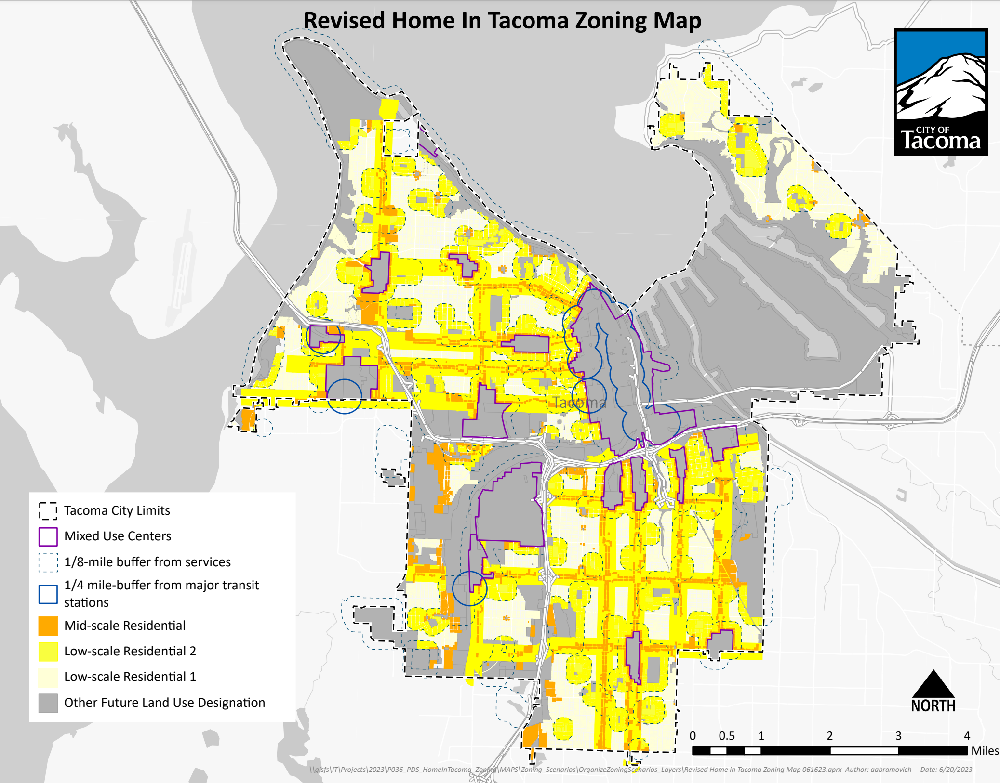 Revised Home In Tacoma Zoning Map
CITY OF
Tacoma
Tacoma
Tacoma City Limits
Mixed Use Centers
1/8-mile buffer from services
1/4 mile-buffer from major transit
stations
Mid-scale Residential
Low-scale Residential 2
Low-scale Residential 1
Other Future Land Use Designation
NORTH
0 0.5 1 2 3 4
Miles
\\gisfs\IT\Projects\2023\P036_PDS_HomeInTacoma_Zoning\MAPS\Zoning_Scenarios\OrganizeZoningScenarios_Layers\Revised Home in Tacoma Zoning Map 061623.aprx Author: aabramovich Date: 6/20/2023